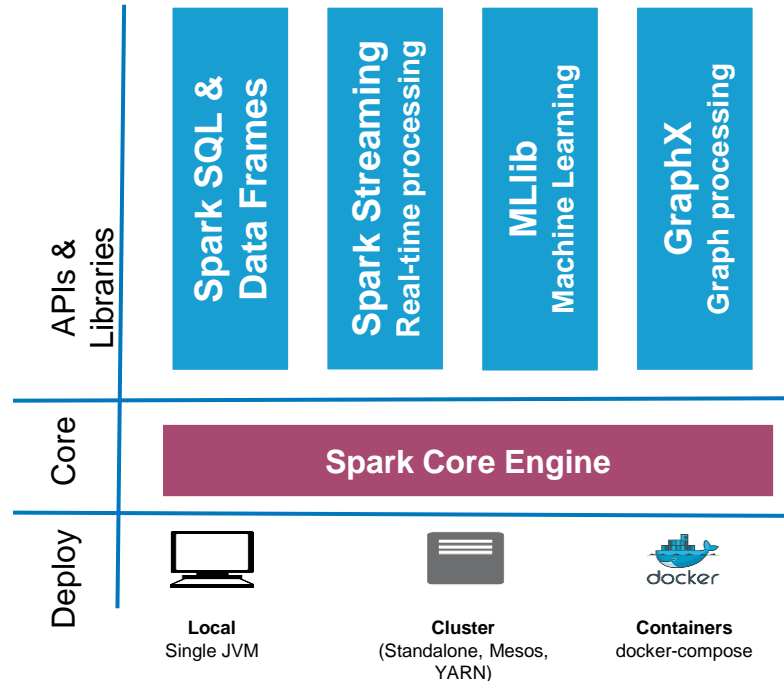 APIs &
Libraries
Spark SQL &
Data Frames
Spark Streaming
Real-time processing
MLlib
Machine Learning
GraphX
Graph processing
Core
Spark Core Engine
Deploy
docker
Local
Single JVM
Cluster
(Standalone, Mesos,
YARN)
Containers
docker-compose